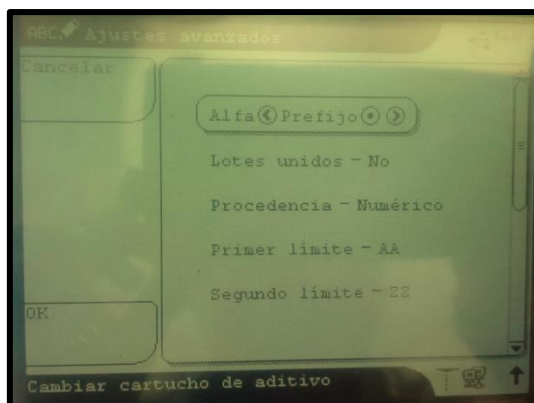 ABC Ajustes avanzados
Cancelar
Alfa Prefijo
Lotes unidos - No
Procedencia - Numérico
Primer límite - AA
Segundo límite - ZZ
OK
Cambiar cartucho de aditivo